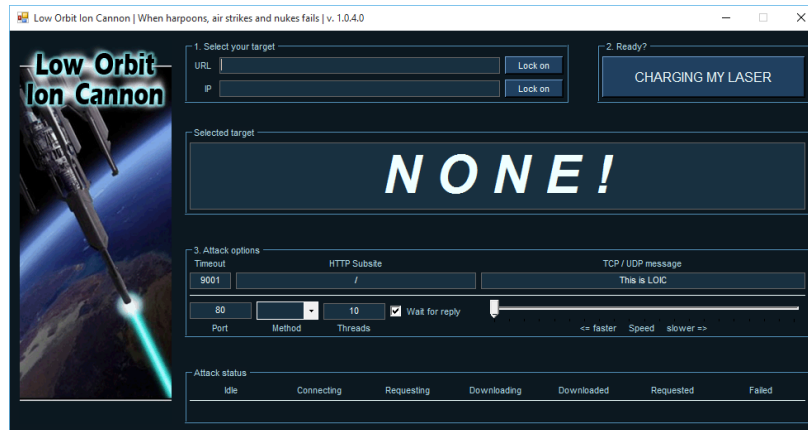 Low Orbit Ion Cannon | When harpoons, air strikes and nukes fails | v. 1.0.4.0
Low Orbit
Ion Cannon
1. Select your target
URL Lock on
IP Lock on
2. Ready?
CHARGING MY LASER
Selected target
N O N E !
3. Attack options
Timeout HTTP Subsite TCP / UDP message
9001 / This is LOIC
80 10 Wait for reply
Port Method Threads <= faster Speed slower =>
Attack status
Idle Connecting Requesting Downloading Downloaded Requested Failed